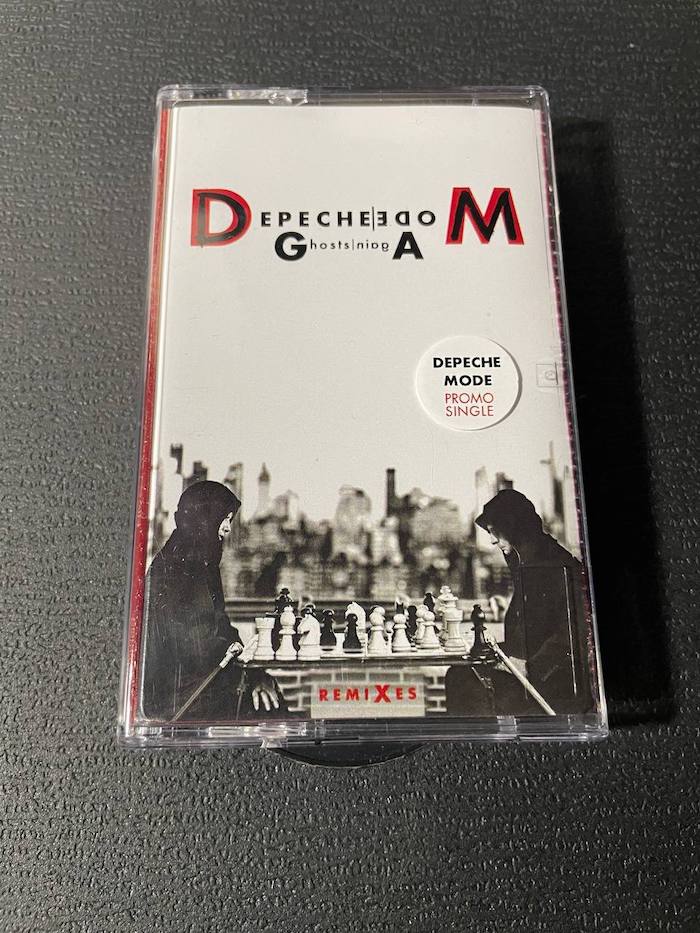 DEPECHE|EDOM
Ghosts|niagA
DEPECHE
MODE
PROMO
SINGLE
REMIXES